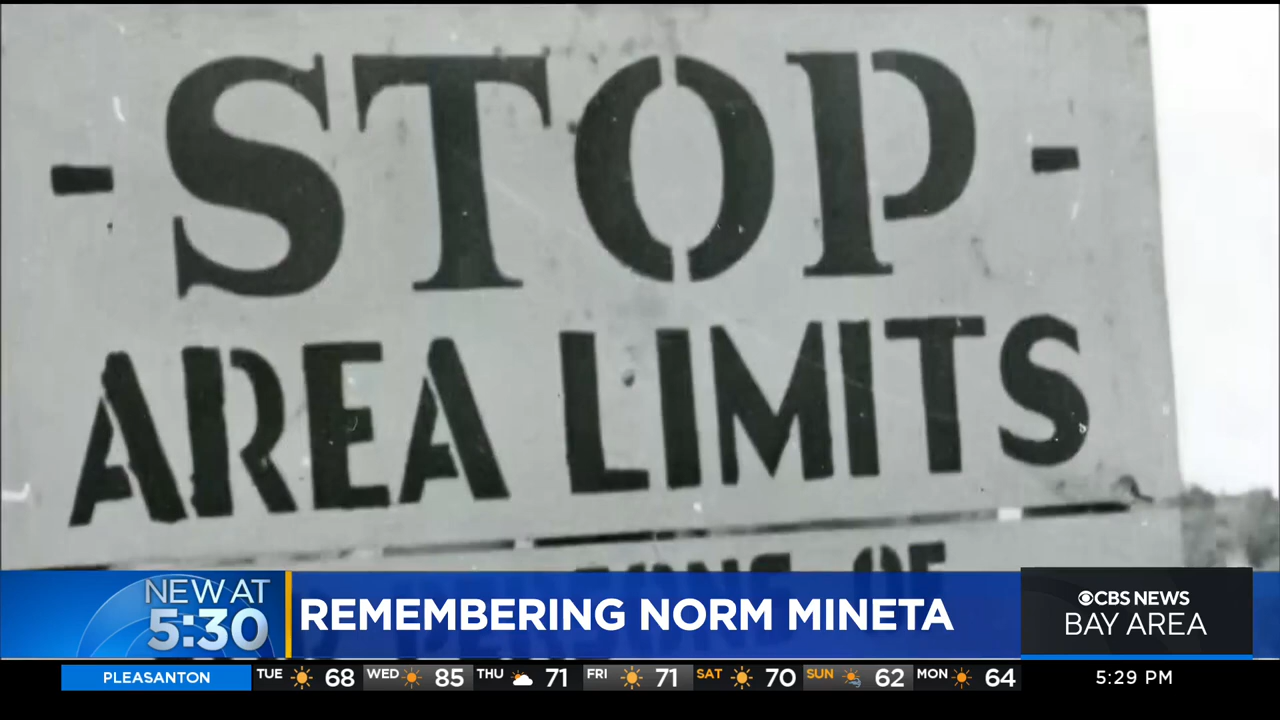 - STOP -
AREA LIMITS
OF
NEW AT
5:30
REMEMBERING NORM MINETA
CBS NEWS
BAY AREA
PLEASANTON
TUE 68 WED 85 THU 71 FRI 71 SAT 70 SUN 62 MON 64
5:29 PM